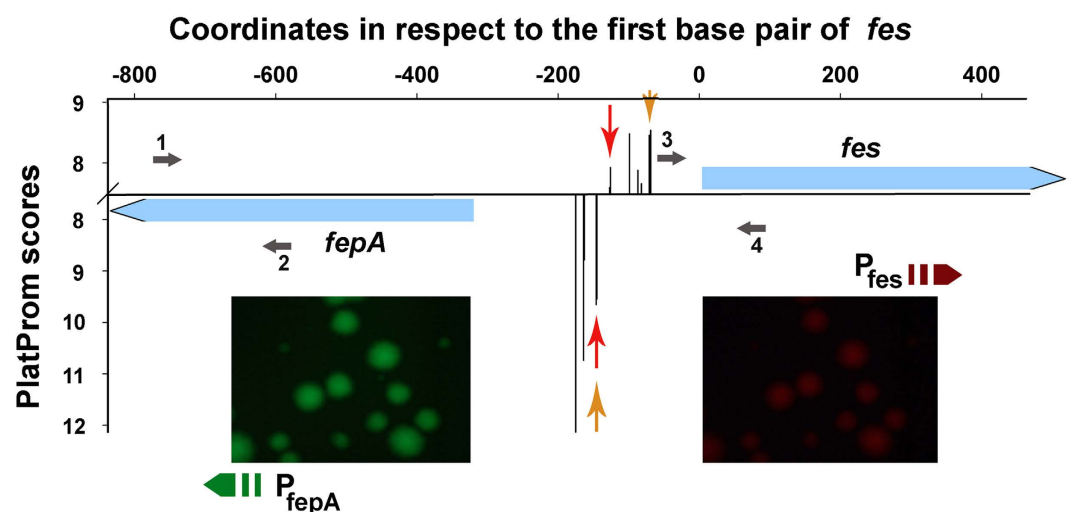 Coordinates in respect to the first base pair of fes
-800 -600 -400 -200 0 200 400
9
1 3 fes
8
PlatProm scores
8
fepA 4
2
9 Pfes
10
11
12
PfepA